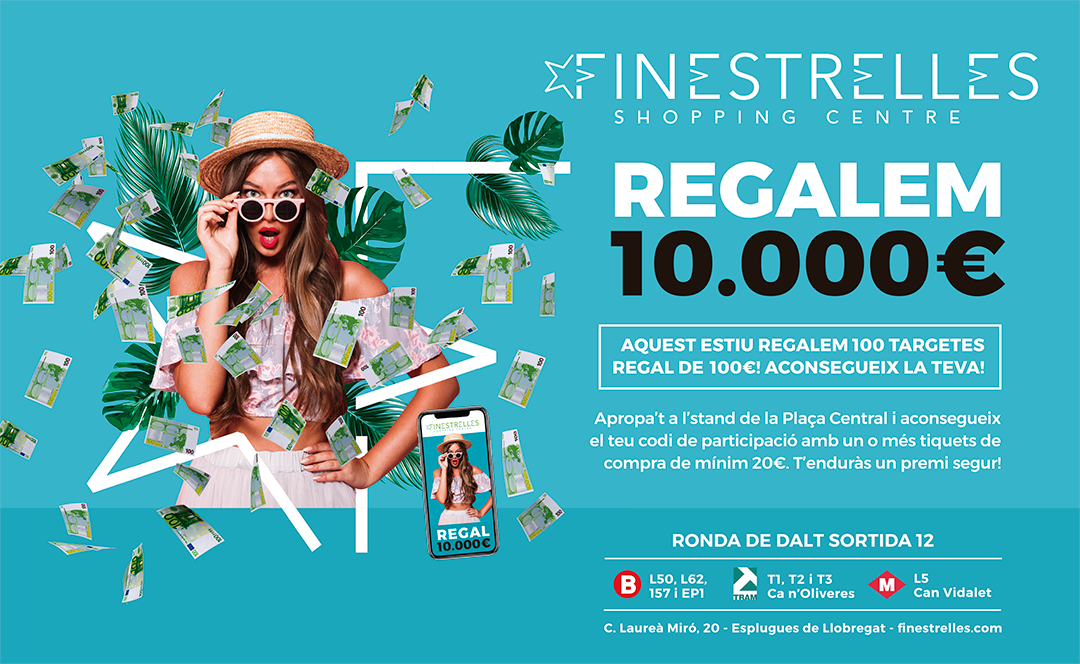 FINESTRELLES
SHOPPING CENTRE
REGALEM
10.000€
AQUEST ESTIU REGALEM 100 TARGETES
REGAL DE 100€! ACONSEGUEIX LA TEVA!
Apropa't a l'stand de la Plaça Central i aconsegueix
el teu codi de participació amb un o més tiquets de
compra de mínim 20€. T'enduràs un premi segur!
FINESTRELLES
SHOPPING CENTRE
REGAL
10.000€
RONDA DE DALT SORTIDA 12
B L50, L62,
157 i EP1
TRAM T1, T2 i T3
Ca n'Oliveres
M L5
Can Vidalet
C. Laureà Miró, 20 - Esplugues de Llobregat - finestrelles.com